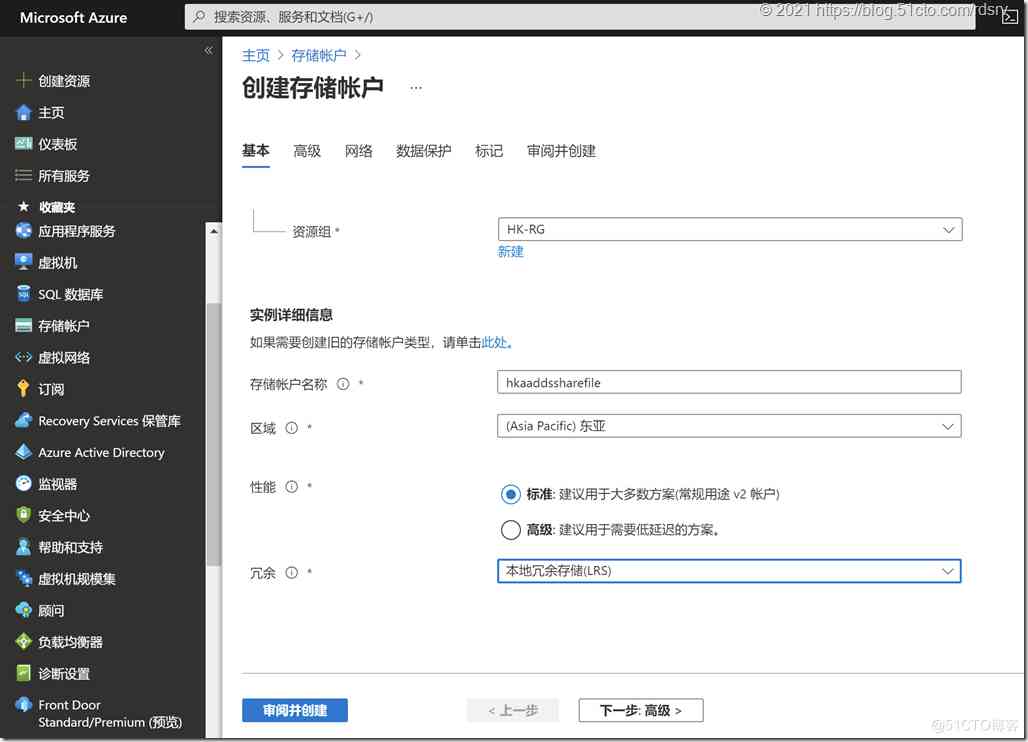 Microsoft Azure
搜索资源、服务和文档(G+/)
© 2021 https://blog.51cto.com/rdsrv
«
创建资源
主页
仪表板
所有服务
收藏夹
应用程序服务
虚拟机
SQL 数据库
存储帐户
虚拟网络
订阅
Recovery Services 保管库
Azure Active Directory
监视器
安全中心
帮助和支持
虚拟机规模集
顾问
负载均衡器
诊断设置
Front Door
Standard/Premium (预览)
主页 > 存储帐户 >
创建存储帐户 ...
基本 高级 网络 数据保护 标记 审阅并创建
资源组 * HK-RG
新建
实例详细信息
如果需要创建旧的存储帐户类型，请单击此处。
存储帐户名称 * hkaaddssharefile
区域 * (Asia Pacific) 东亚
性能 * 标准: 建议用于大多数方案(常规用途 v2 帐户)
高级: 建议用于需要低延迟的方案。
冗余 * 本地冗余存储(LRS)
审阅并创建 < 上一步 下一步: 高级 >
@51CTO博客